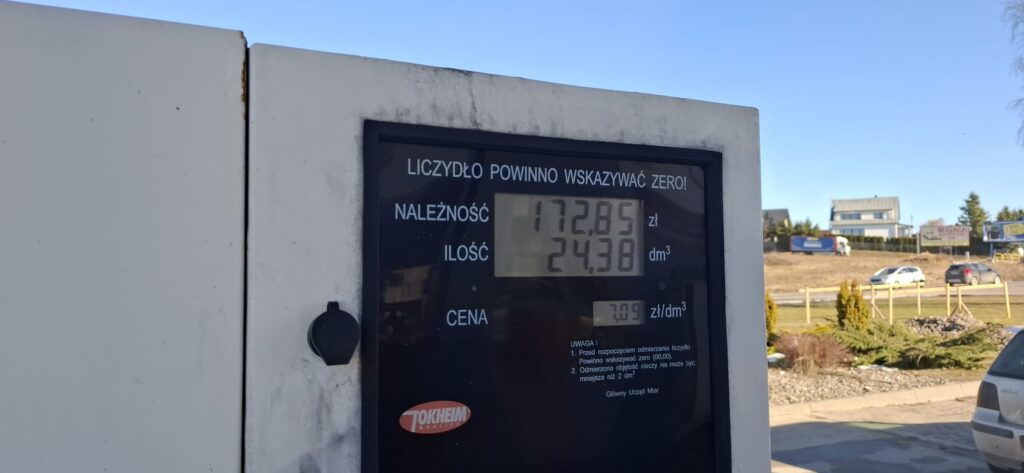 LICZYDŁO POWINNO WSKAZYWAĆ ZERO!
NALEŻNOŚĆ 172,85 zł
ILOŚĆ 24,38 dm³
CENA 7.09 zł/dm³
UWAGA :
1. Przed rozpoczęciem odmierzania liczydło
Powinno wskazywać zero (00,00).
2. Odmierzona objętość cieczy nie może być
mniejsza niż 2 dm³
Główny Urząd Miar
TOKHEIM